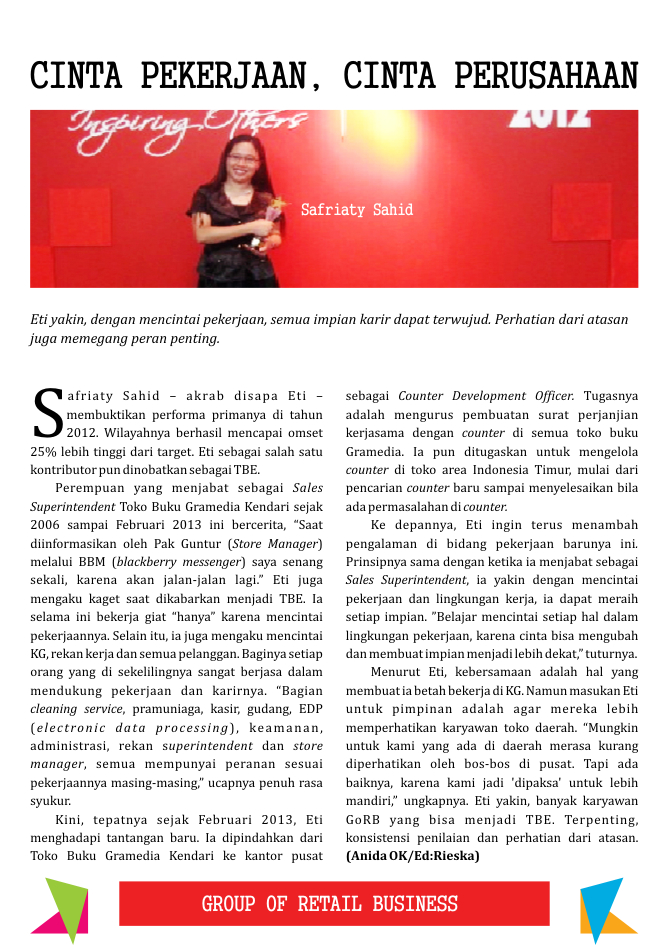 CINTA PEKERJAAN, CINTA PERUSAHAAN
Inspiring Others
2012
Safriaty Sahid
Eti yakin, dengan mencintai pekerjaan, semua impian karir dapat terwujud. Perhatian dari atasan
juga memegang peran penting.
Safriaty Sahid – akrab disapa Eti –
membuktikan performa primanya di tahun
2012. Wilayahnya berhasil mencapai omset
25% lebih tinggi dari target. Eti sebagai salah satu
kontributor pun dinobatkan sebagai TBE.
Perempuan yang menjabat sebagai Sales
Superintendent Toko Buku Gramedia Kendari sejak
2006 sampai Februari 2013 ini bercerita, “Saat
diinformasikan oleh Pak Guntur (Store Manager)
melalui BBM (blackberry messenger) saya senang
sekali, karena akan jalan-jalan lagi.” Eti juga
mengaku kaget saat dikabarkan menjadi TBE. Ia
selama ini bekerja giat “hanya” karena mencintai
pekerjaannya. Selain itu, ia juga mengaku mencintai
KG, rekan kerja dan semua pelanggan. Baginya setiap
orang yang di sekelilingnya sangat berjasa dalam
mendukung pekerjaan dan karirnya. “Bagian
cleaning service, pramuniaga, kasir, gudang, EDP
(electronic data processing), keamanan,
administrasi, rekan superintendent dan store
manager, semua mempunyai peranan sesuai
pekerjaannya masing-masing,” ucapnya penuh rasa
syukur.
Kini, tepatnya sejak Februari 2013, Eti
menghadapi tantangan baru. Ia dipindahkan dari
Toko Buku Gramedia Kendari ke kantor pusat
sebagai Counter Development Officer. Tugasnya
adalah mengurus pembuatan surat perjanjian
kerjasama dengan counter di semua toko buku
Gramedia. Ia pun ditugaskan untuk mengelola
counter di toko area Indonesia Timur, mulai dari
pencarian counter baru sampai menyelesaikan bila
ada permasalahan di counter.
Ke depannya, Eti ingin terus menambah
pengalaman di bidang pekerjaan barunya ini.
Prinsipnya sama dengan ketika ia menjabat sebagai
Sales Superintendent, ia yakin dengan mencintai
pekerjaan dan lingkungan kerja, ia dapat meraih
setiap impian. ”Belajar mencintai setiap hal dalam
lingkungan pekerjaan, karena cinta bisa mengubah
dan membuat impian menjadi lebih dekat,” tuturnya.
Menurut Eti, kebersamaan adalah hal yang
membuat ia betah bekerja di KG. Namun masukan Eti
untuk pimpinan adalah agar mereka lebih
memperhatikan karyawan toko daerah. “Mungkin
untuk kami yang ada di daerah merasa kurang
diperhatikan oleh bos-bos di pusat. Tapi ada
baiknya, karena kami jadi 'dipaksa' untuk lebih
mandiri,” ungkapnya. Eti yakin, banyak karyawan
GoRB yang bisa menjadi TBE. Terpenting,
konsistensi penilaian dan perhatian dari atasan.
(Anida OK/Ed:Rieska)
GROUP OF RETAIL BUSINESS